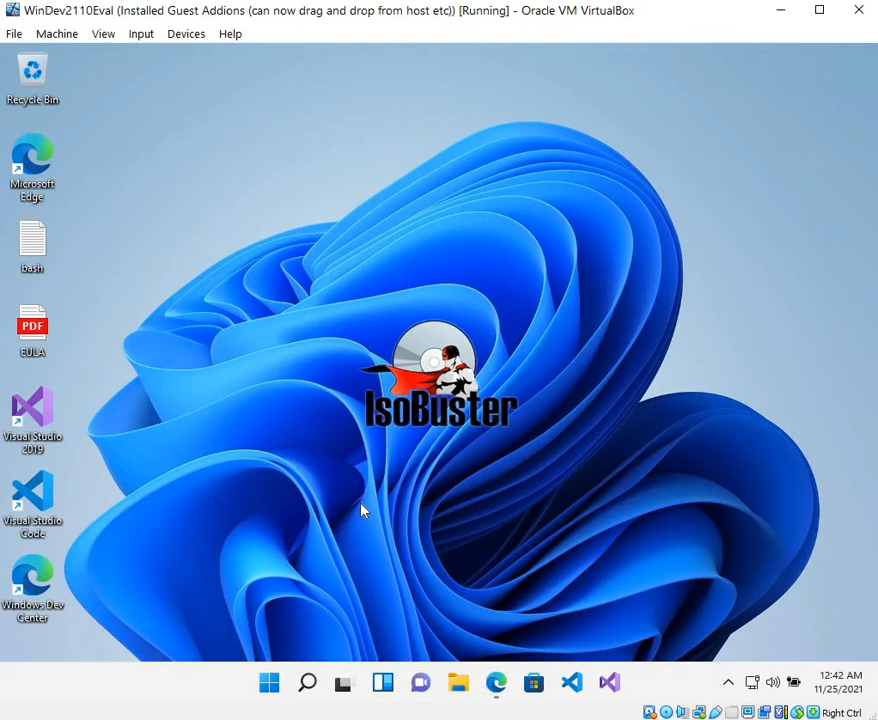 WinDev2110Eval (Installed Guest Addions (can now drag and drop from host etc)) [Running] - Oracle VM VirtualBox
File Machine View Input Devices Help
Recycle Bin
Microsoft
Edge
bash
PDF
EULA
Visual Studio
2019
Visual Studio
Code
Windows Dev
Center
IsoBuster
12:42 AM
11/25/2021
Right Ctrl